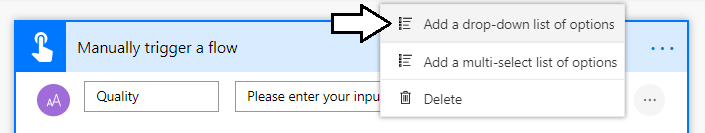 Add a drop-down list of options
Manually trigger a flow
Add a multi-select list of options
AA
Quality
Please enter your inpu
Delete